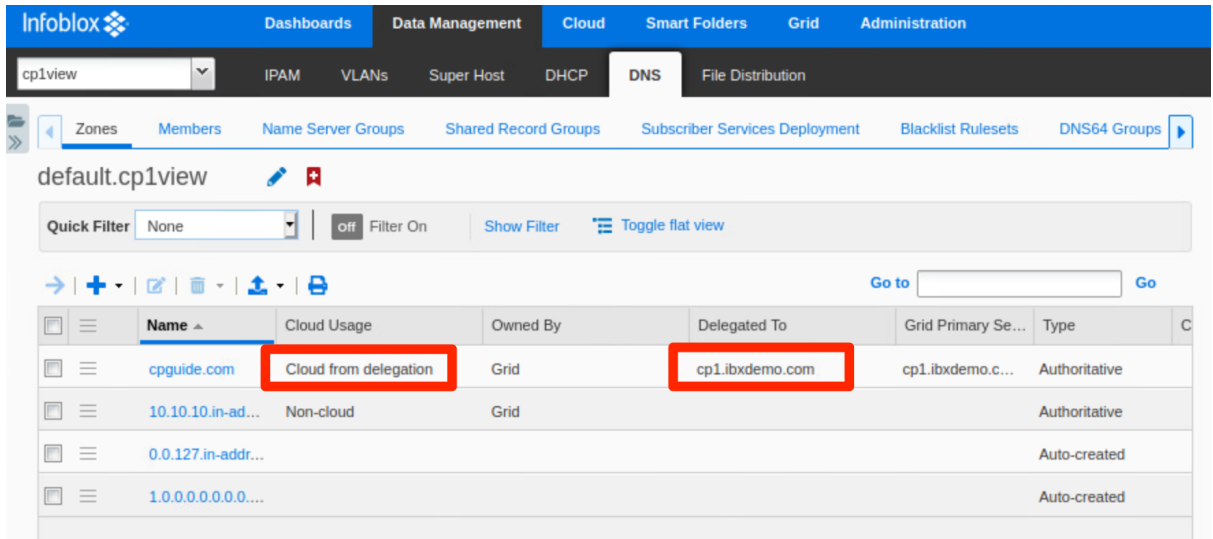 Infoblox Dashboards Data Management Cloud Smart Folders Grid Administration
cp1view IPAM VLANs Super Host DHCP DNS File Distribution
Zones Members Name Server Groups Shared Record Groups Subscriber Services Deployment Blacklist Rulesets DNS64 Groups
default.cp1view
Quick Filter None Off Filter On Show Filter Toggle flat view
Go to Go
Name Cloud Usage Owned By Delegated To Grid Primary Se... Type C
cpguide.com Cloud from delegation Grid cp1.ibxdemo.com cp1.ibxdemo.c... Authoritative
10.10.10.in-ad... Non-cloud Grid Authoritative
0.0.127.in-addr... Auto-created
1.0.0.0.0.0.0.... Auto-created